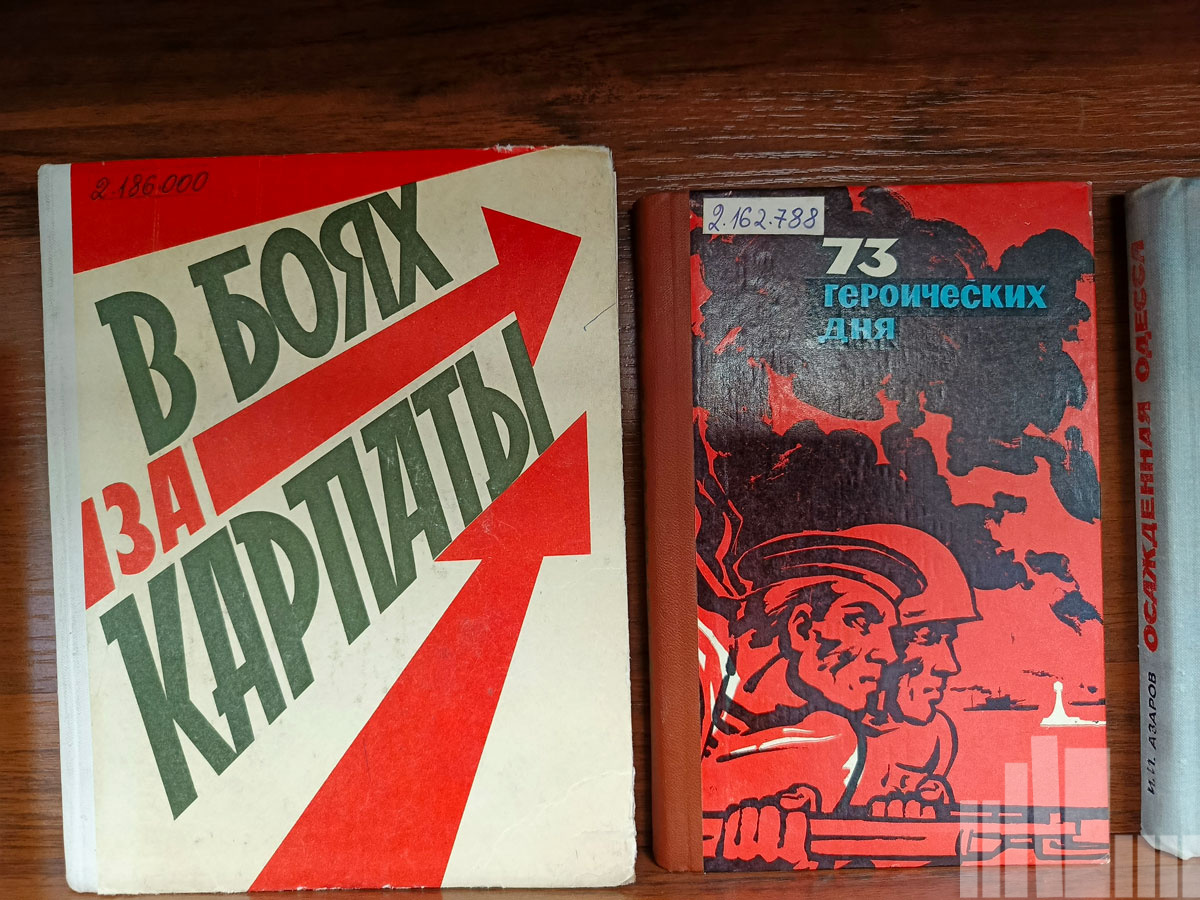 2.186.000
В БОЯХ
ЗА
КАРПАТЫ
2.162.788
73
героических
дня
И.И. АЗАРОВ ОСАЖДЕННАЯ ОДЕССА